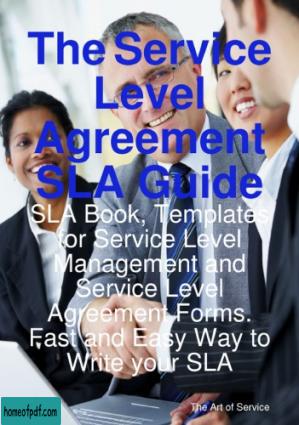 The Service
Level
Agreement
SLA Guide
SLA Book, Templates
for Service Level
Management and
Service Level
Agreement Forms.
Fast and Easy Way to
Write your SLA
The Art of Service
homeofpdf.com